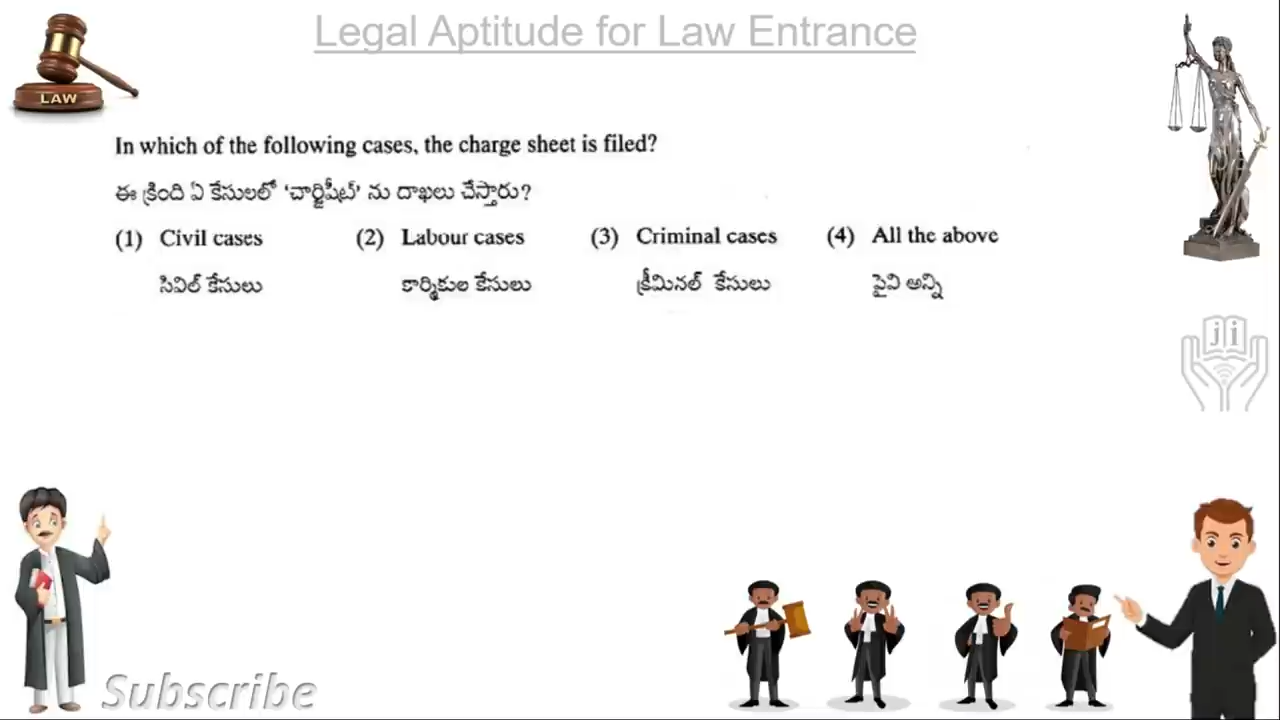 Legal Aptitude for Law Entrance
LAW
In which of the following cases, the charge sheet is filed?
ఈ క్రింది ఏ కేసులలో ‘చార్జిషీట్’ ను దాఖలు చేస్తారు?
(1) Civil cases (2) Labour cases (3) Criminal cases (4) All the above
సివిల్ కేసులు కార్మికుల కేసులు క్రీమినల్ కేసులు పైవి అన్ని
ji
Subscribe